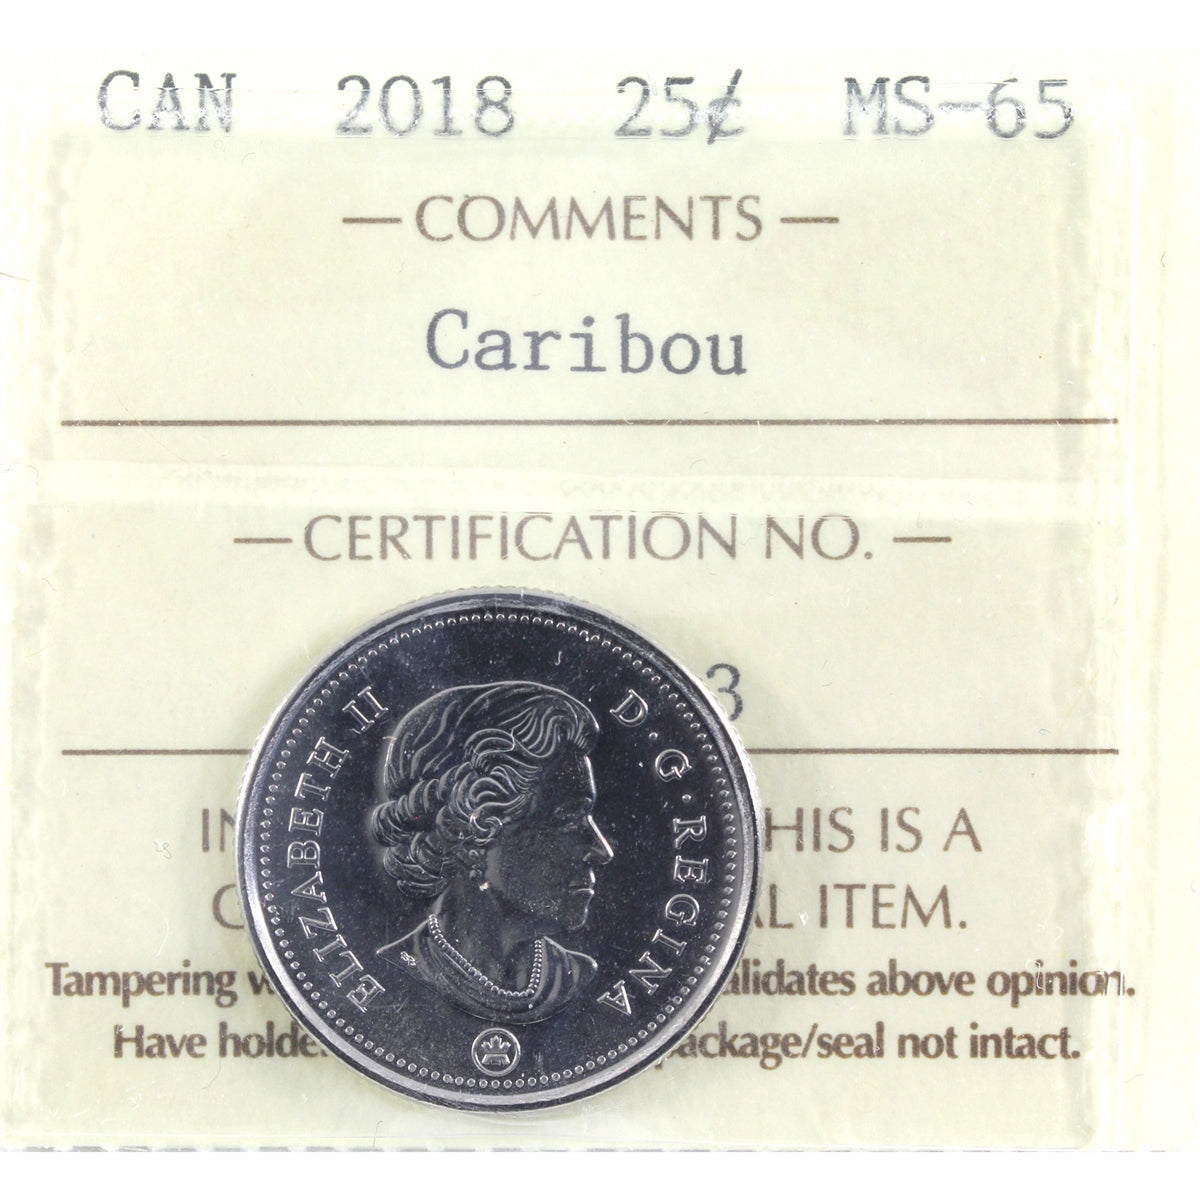 CAN 2018 25¢ MS-65
— COMMENTS —
Caribou
— CERTIFICATION NO. —
3
ELIZABETH II D·G·REGINA
IN HIS IS A
C L ITEM.
Tampering w alidates above opinion.
Have holde ackage/seal not intact.